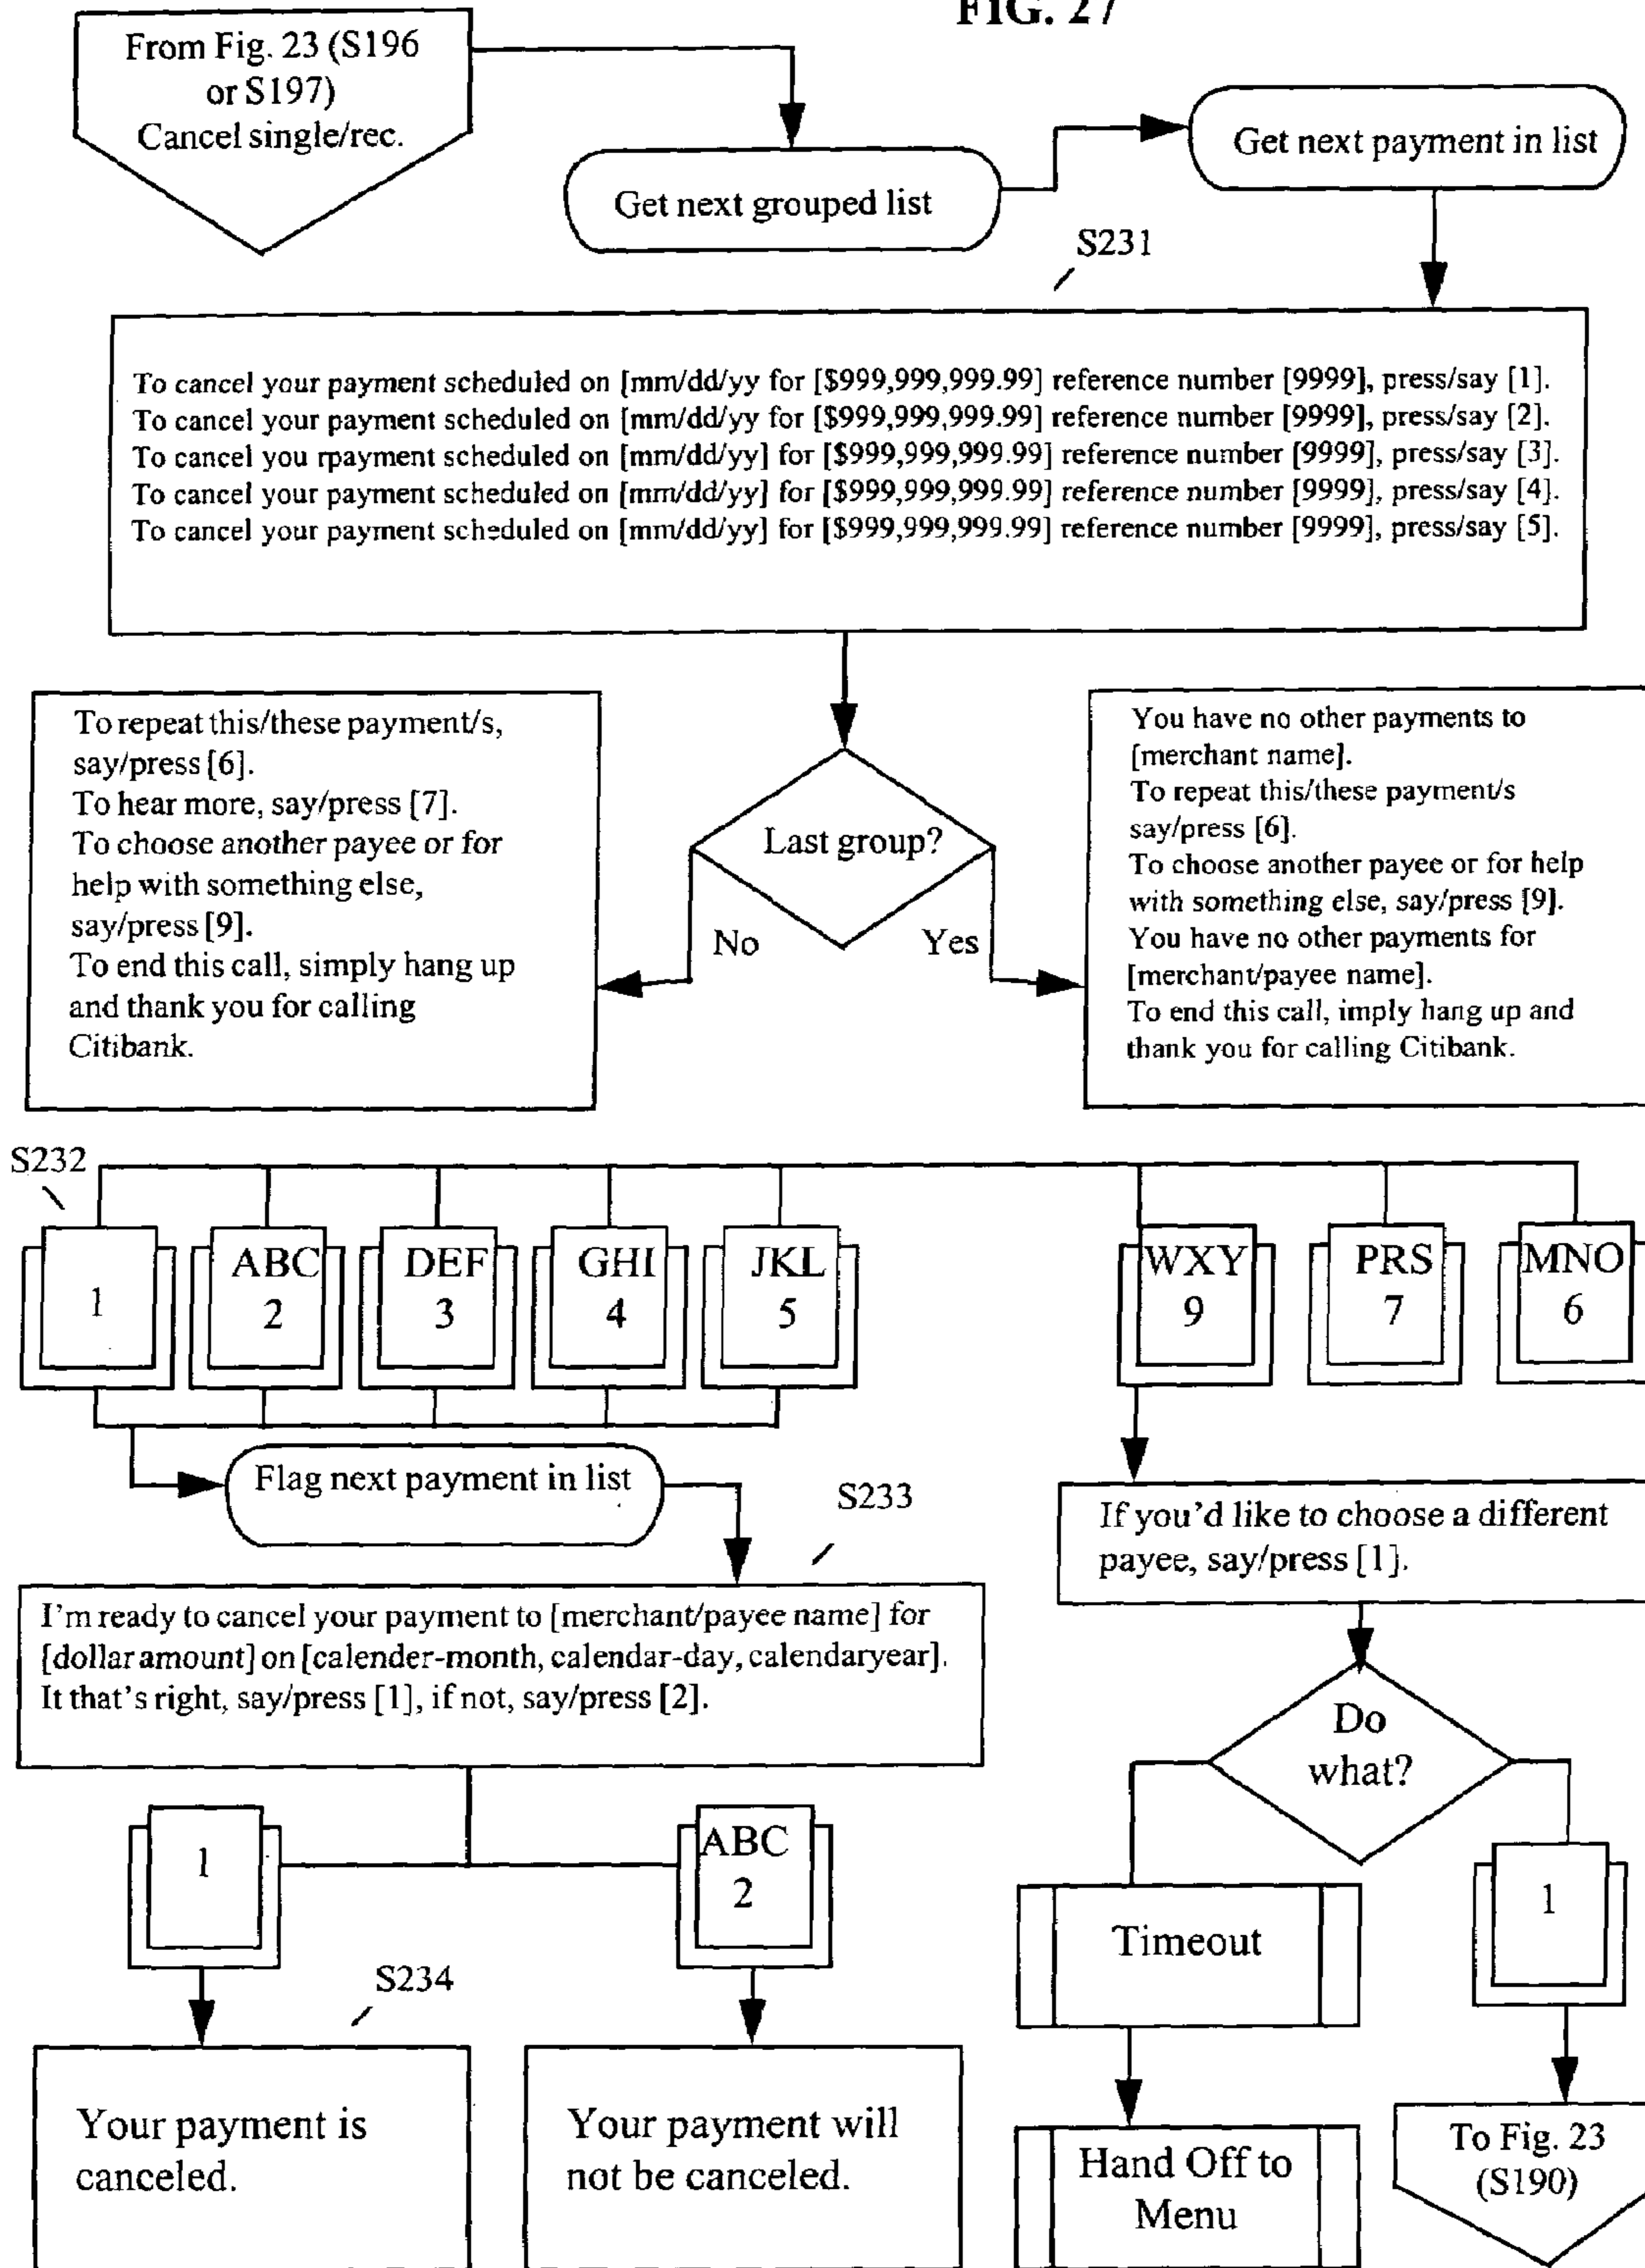 FIG. 27
From Fig. 23 (S196
or S197)
Cancel single/rec.
Get next grouped list
Get next payment in list
S231
To cancel your payment scheduled on [mm/dd/yy for [$999,999,999.99] reference number [9999], press/say [1].
To cancel your payment scheduled on [mm/dd/yy for [$999,999,999.99] reference number [9999], press/say [2].
To cancel you rpayment scheduled on [mm/dd/yy] for [$999,999,999.99] reference number [9999], press/say [3].
To cancel your payment scheduled on [mm/dd/yy] for [$999,999,999.99] reference number [9999], press/say [4].
To cancel your payment scheduled on [mm/dd/yy] for [$999,999,999.99] reference number [9999], press/say [5].
To repeat this/these payment/s,
say/press [6].
To hear more, say/press [7].
To choose another payee or for
help with something else,
say/press [9].
To end this call, simply hang up
and thank you for calling
Citibank.
Last group?
No
Yes
You have no other payments to
[merchant name].
To repeat this/these payment/s
say/press [6].
To choose another payee or for help
with something else, say/press [9].
You have no other payments for
[merchant/payee name].
To end this call, imply hang up and
thank you for calling Citibank.
S232
1
ABC
2
DEF
3
GHI
4
JKL
5
WXY
9
PRS
7
MNO
6
Flag next payment in list
S233
I'm ready to cancel your payment to [merchant/payee name] for
[dollar amount] on [calender-month, calendar-day, calendaryear].
It that's right, say/press [1], if not, say/press [2].
If you'd like to choose a different
payee, say/press [1].
Do
what?
1
ABC
2
Timeout
1
S234
Your payment is
canceled.
Your payment will
not be canceled.
Hand Off to
Menu
To Fig. 23
(S190)